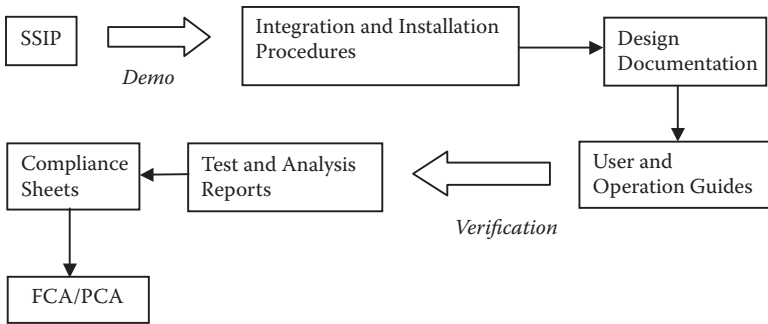 SSIP
Demo
Integration and Installation
Procedures
Design
Documentation
User and
Operation Guides
Verification
Test and Analysis
Reports
Compliance
Sheets
FCA/PCA